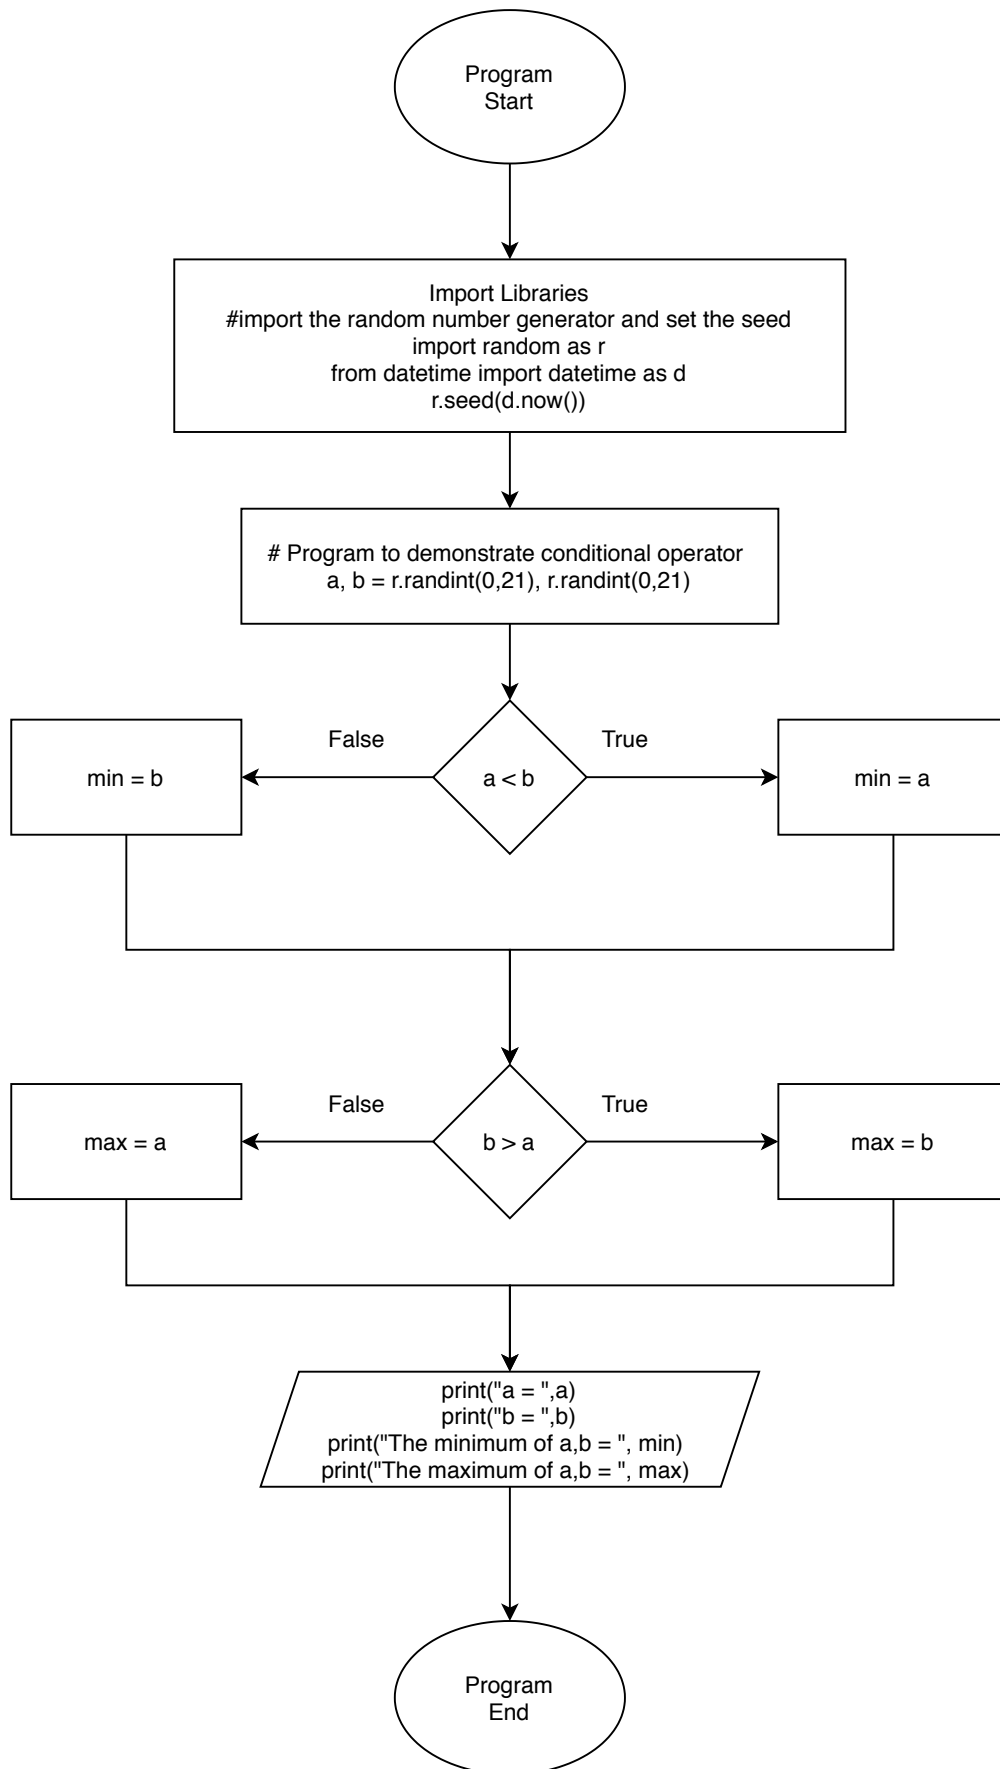 Program
Start
Import Libraries
#import the random number generator and set the seed
import random as r
from datetime import datetime as d
r.seed(d.now())
# Program to demonstrate conditional operator
a, b = r.randint(0,21), r.randint(0,21)
False
True
min = b
a < b
min = a
False
True
max = a
b > a
max = b
print("a = ",a)
print("b = ",b)
print("The minimum of a,b = ", min)
print("The maximum of a,b = ", max)
Program
End